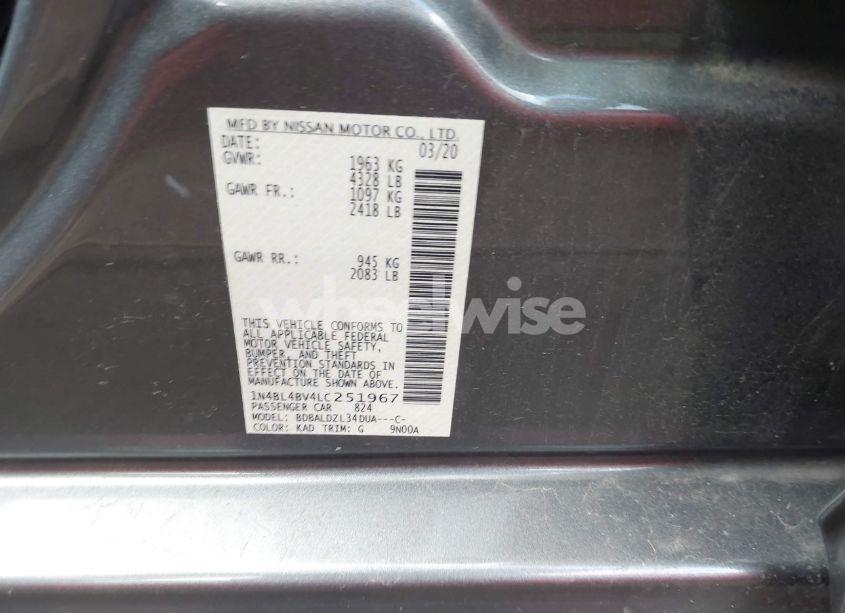 MFD BY NISSAN MOTOR CO., LTD.
DATE: 03/20
GVWR: 1963 KG
4328 LB
GAWR FR.: 1097 KG
2418 LB
GAWR RR.: 945 KG
2083 LB
wheelwise
THIS VEHICLE CONFORMS TO
ALL APPLICABLE FEDERAL
MOTOR VEHICLE SAFETY,
BUMPER, AND THEFT
PREVENTION STANDARDS IN
EFFECT ON THE DATE OF
MANUFACTURE SHOWN ABOVE.
1N4BL4BV4LC251967
PASSENGER CAR 824
MODEL: BDBALDZL34DUA---C-
COLOR: KAD TRIM: G 9N00A